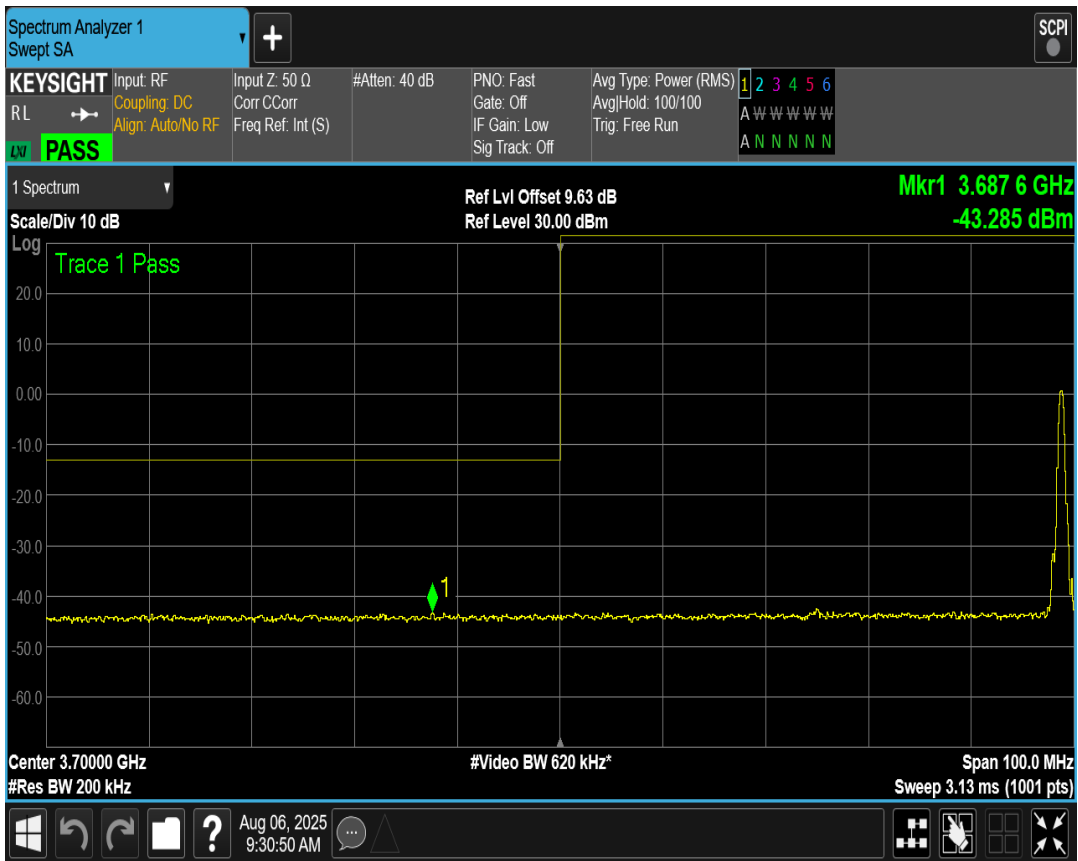 Spectrum Analyzer 1
Swept SA
+
SCPI
KEYSIGHT
RL
LXI
PASS
Input: RF
Coupling: DC
Align: Auto/No RF
Input Z: 50 Ω
Corr CCorr
Freq Ref: Int (S)
#Atten: 40 dB
PNO: Fast
Gate: Off
IF Gain: Low
Sig Track: Off
Avg Type: Power (RMS)
Avg|Hold: 100/100
Trig: Free Run
1 2 3 4 5 6
A W W W W W
A N N N N N
1 Spectrum
Scale/Div 10 dB
Ref Lvl Offset 9.63 dB
Ref Level 30.00 dBm
Mkr1 3.687 6 GHz
-43.285 dBm
Log
Trace 1 Pass
20.0
10.0
0.00
-10.0
-20.0
-30.0
-40.0
-50.0
-60.0
1
Center 3.70000 GHz
#Res BW 200 kHz
#Video BW 620 kHz*
Span 100.0 MHz
Sweep 3.13 ms (1001 pts)
?
Aug 06, 2025
9:30:50 AM